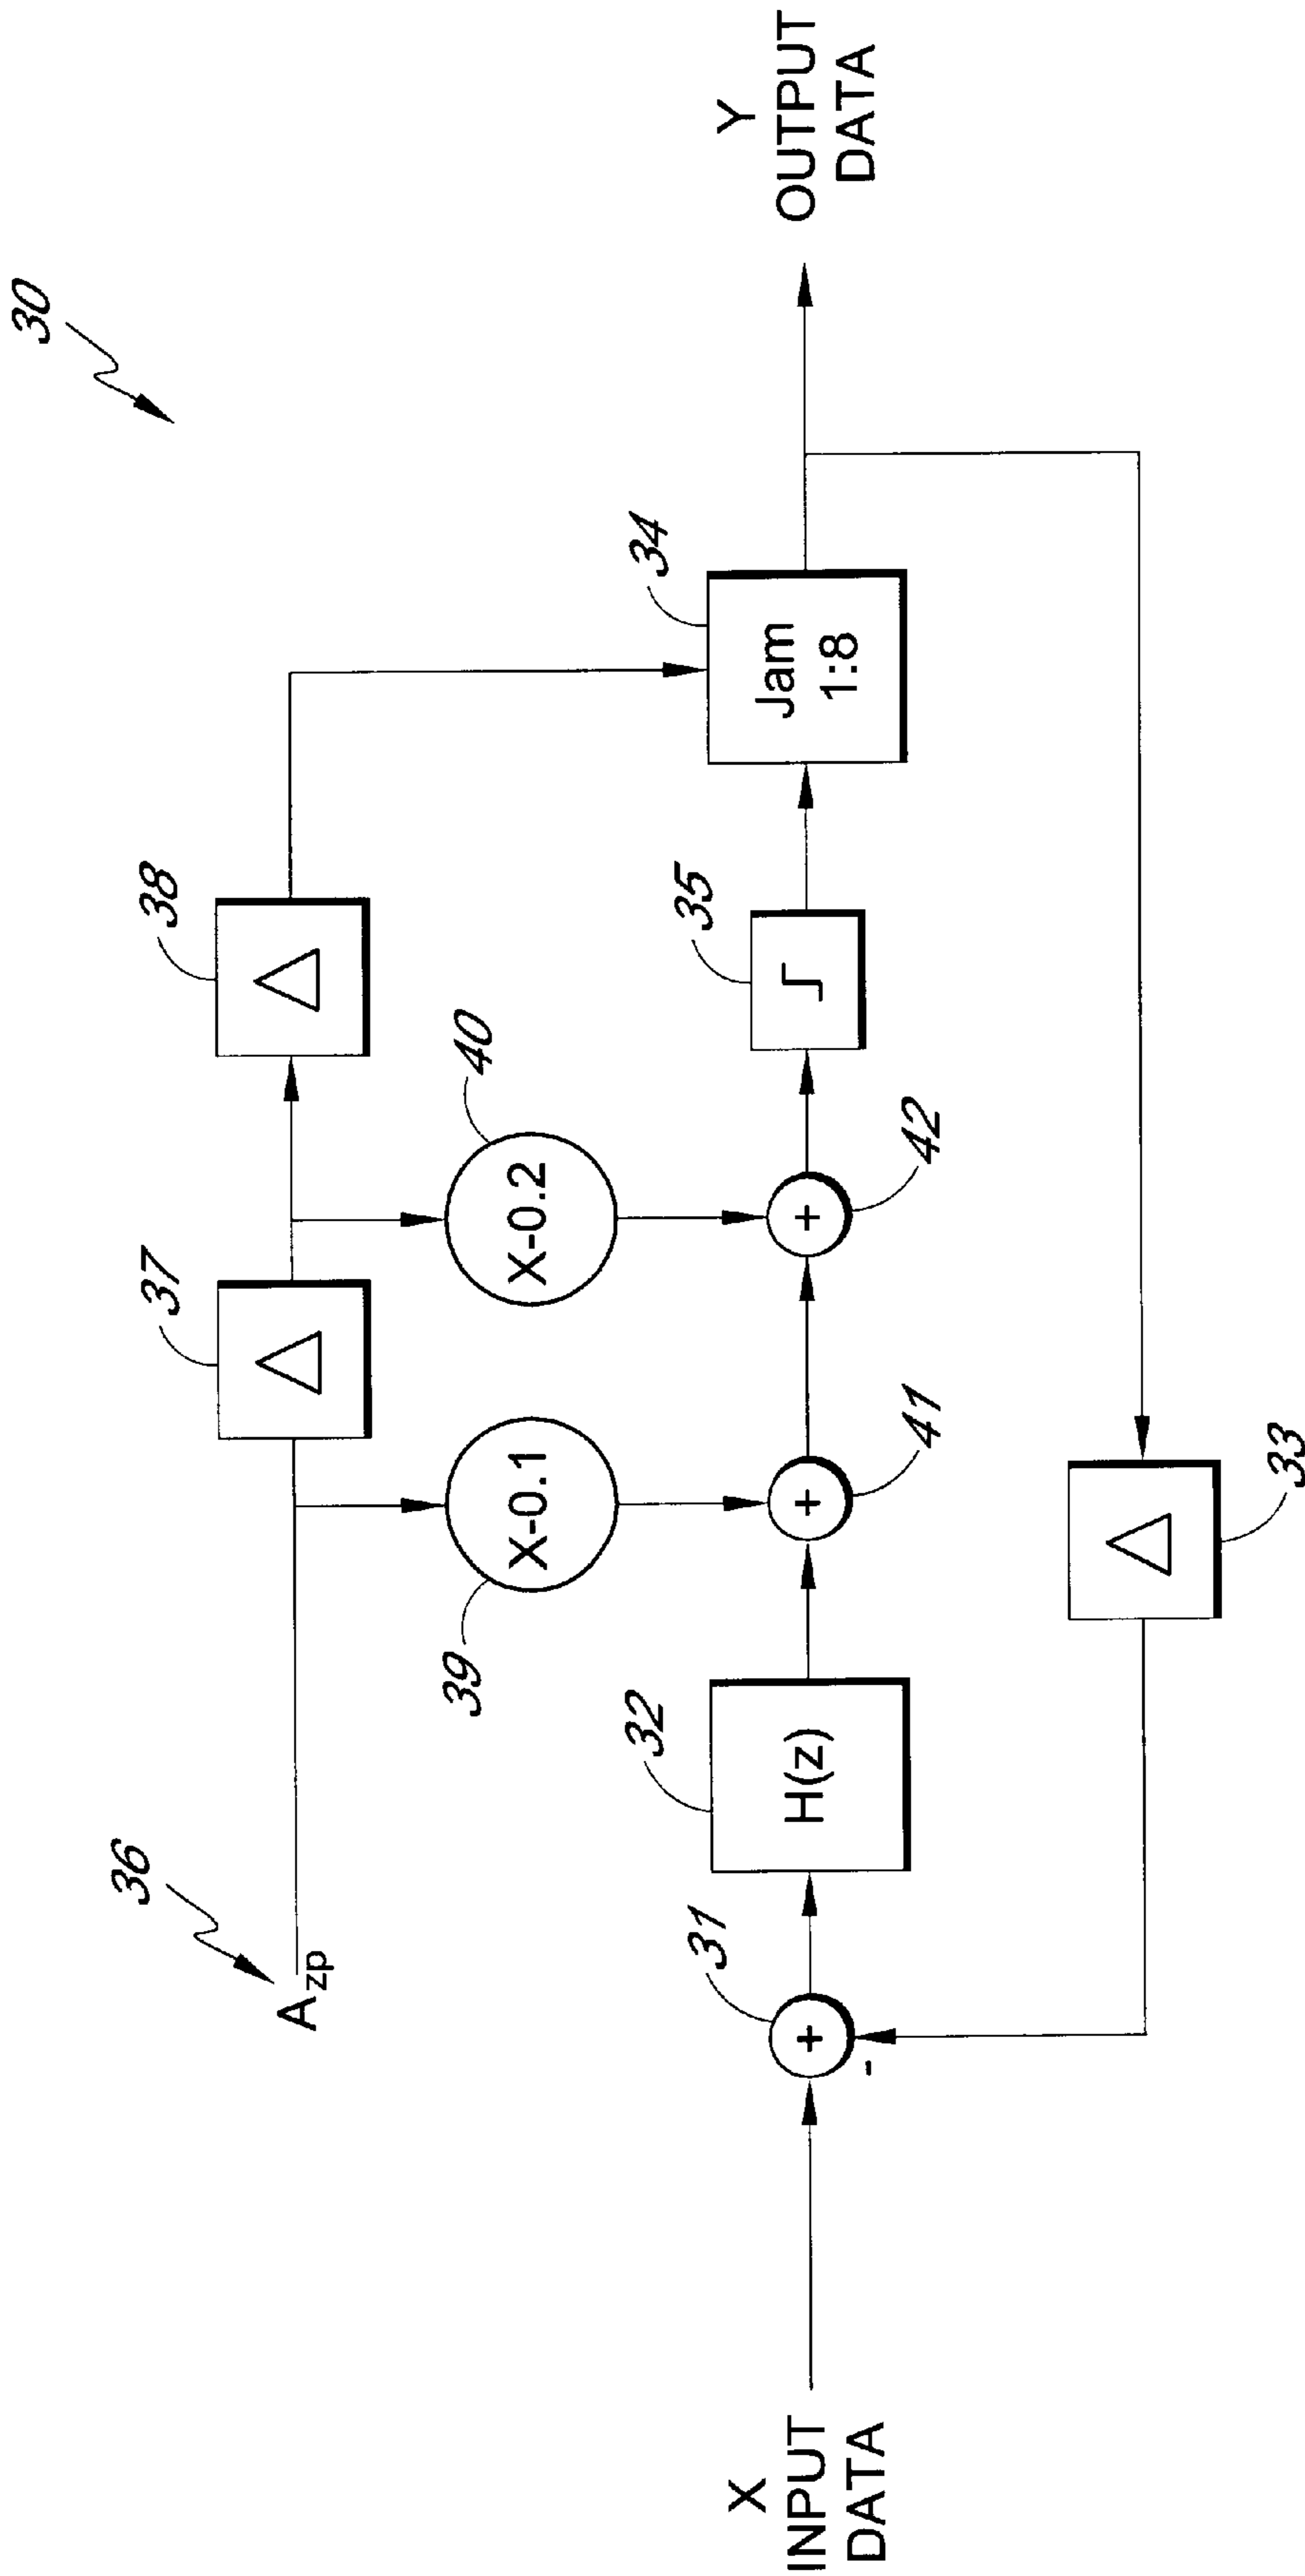 30
36
A_zp
37
38
39
X-0.1
40
X-0.2
X
INPUT
DATA
31
+
-
32
H(z)
41
+
42
+
35
34
Jam
1:8
Y
OUTPUT
DATA
33
Δ
Δ
Δ